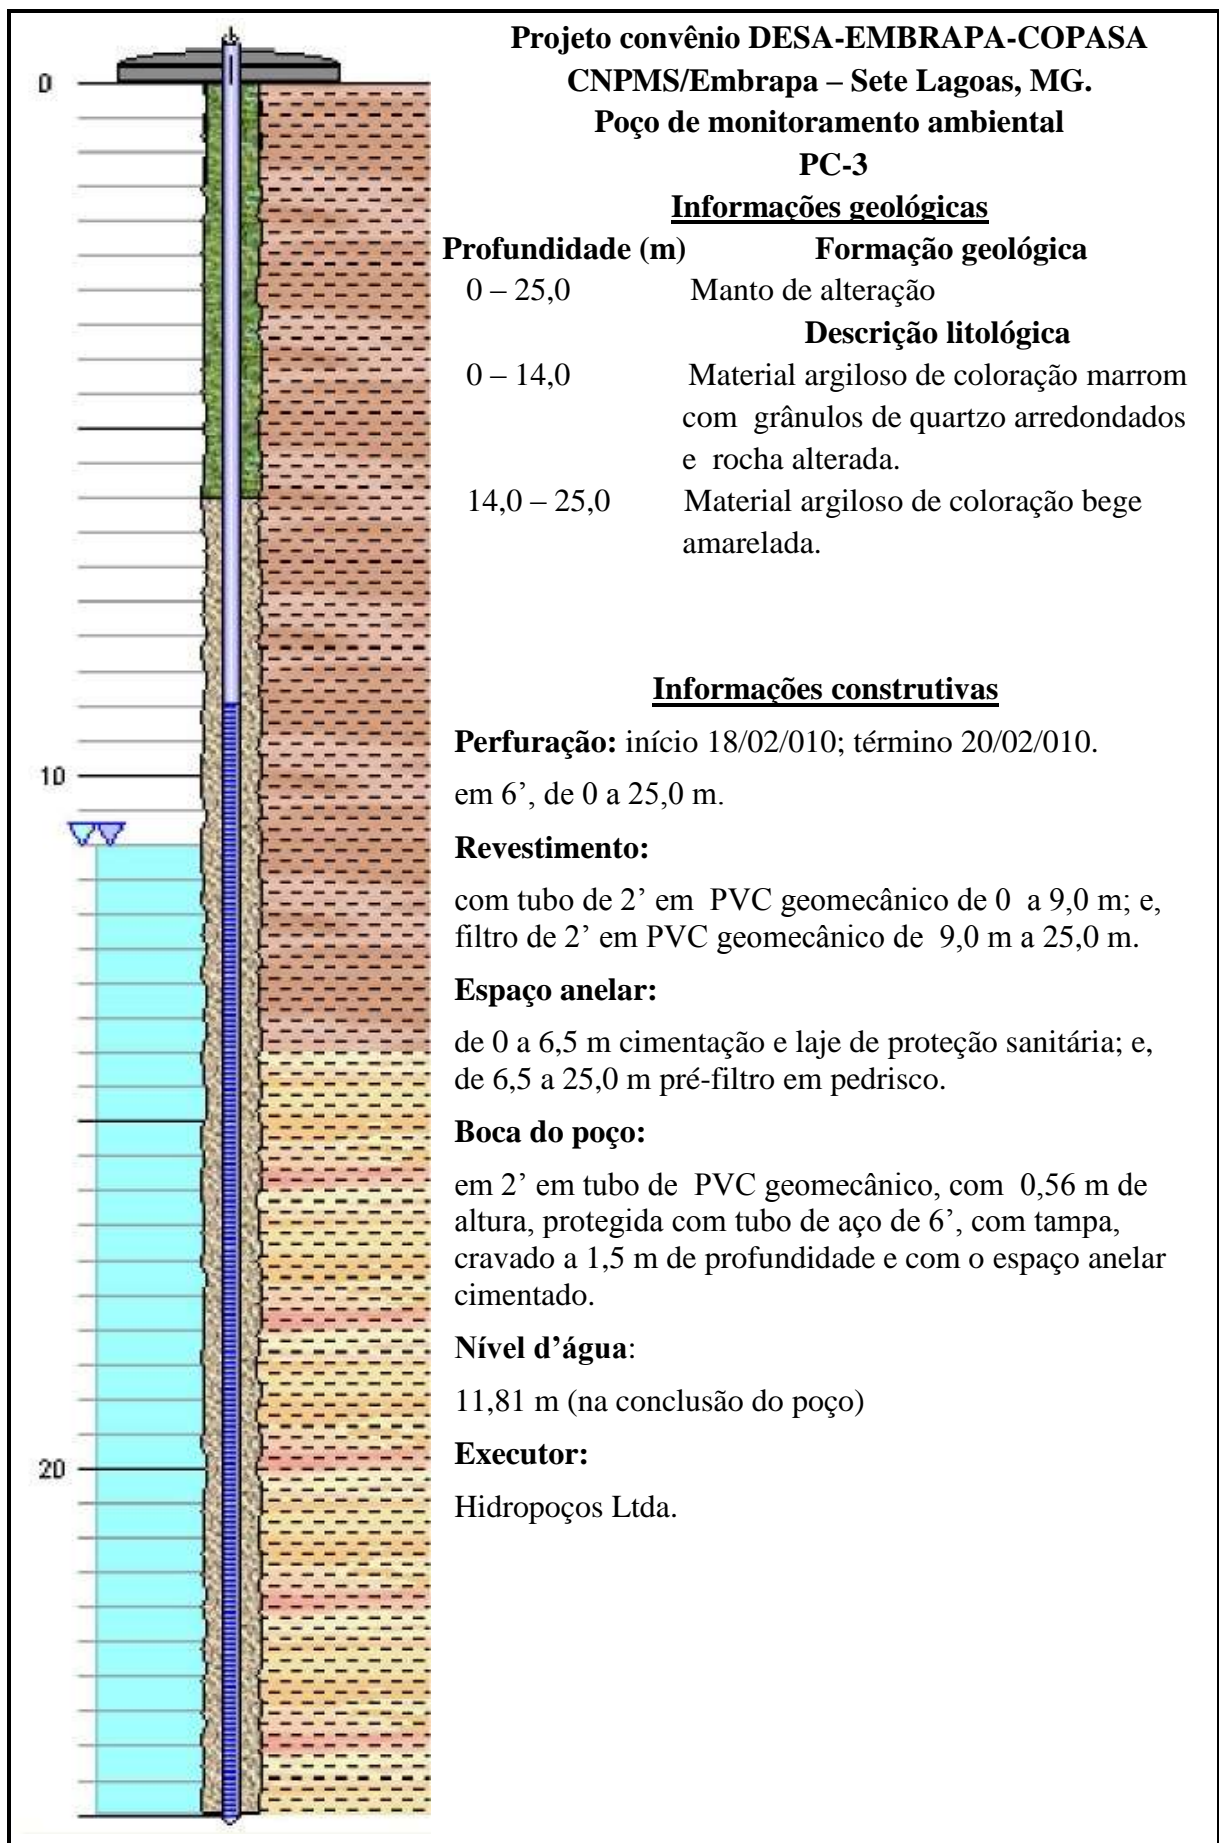 Projeto convênio DESA-EMBRAPA-COPASA
CNPMS/Embrapa – Sete Lagoas, MG.
Poço de monitoramento ambiental
PC-3
Informações geológicas
Profundidade (m) Formação geológica
0 – 25,0 Manto de alteração
Descrição litológica
0 – 14,0 Material argiloso de coloração marrom
com grânulos de quartzo arredondados
e rocha alterada.
14,0 – 25,0 Material argiloso de coloração bege
amarelada.
Informações construtivas
Perfuração: início 18/02/010; término 20/02/010.
em 6’, de 0 a 25,0 m.
Revestimento:
com tubo de 2’ em PVC geomecânico de 0 a 9,0 m; e,
filtro de 2’ em PVC geomecânico de 9,0 m a 25,0 m.
Espaço anelar:
de 0 a 6,5 m cimentação e laje de proteção sanitária; e,
de 6,5 a 25,0 m pré-filtro em pedrisco.
Boca do poço:
em 2’ em tubo de PVC geomecânico, com 0,56 m de
altura, protegida com tubo de aço de 6’, com tampa,
cravado a 1,5 m de profundidade e com o espaço anelar
cimentado.
Nível d’água:
11,81 m (na conclusão do poço)
Executor:
Hidropoços Ltda.
0
10
20